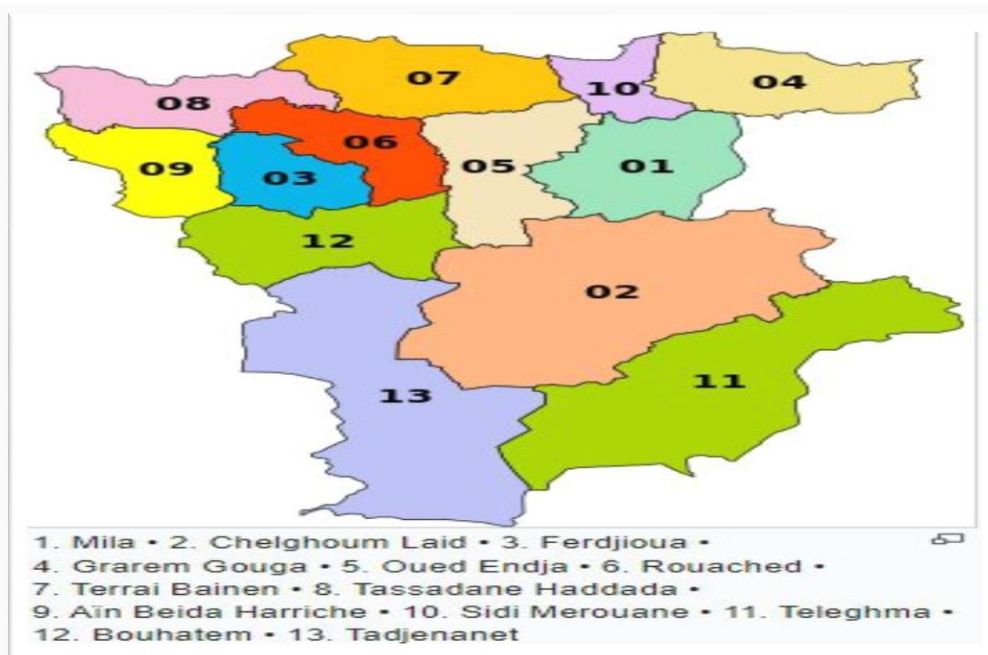 07
10
04
08
06
09
03
05
01
12
02
11
13
1. Mila • 2. Chelghoum Laid • 3. Ferdjioua •
4. Grarem Gouga • 5. Oued Endja • 6. Rouached •
7. Terrai Bainen • 8. Tassadane Haddada •
9. Aïn Beida Harriche • 10. Sidi Merouane • 11. Teleghma •
12. Bouhatem • 13. Tadjenanet